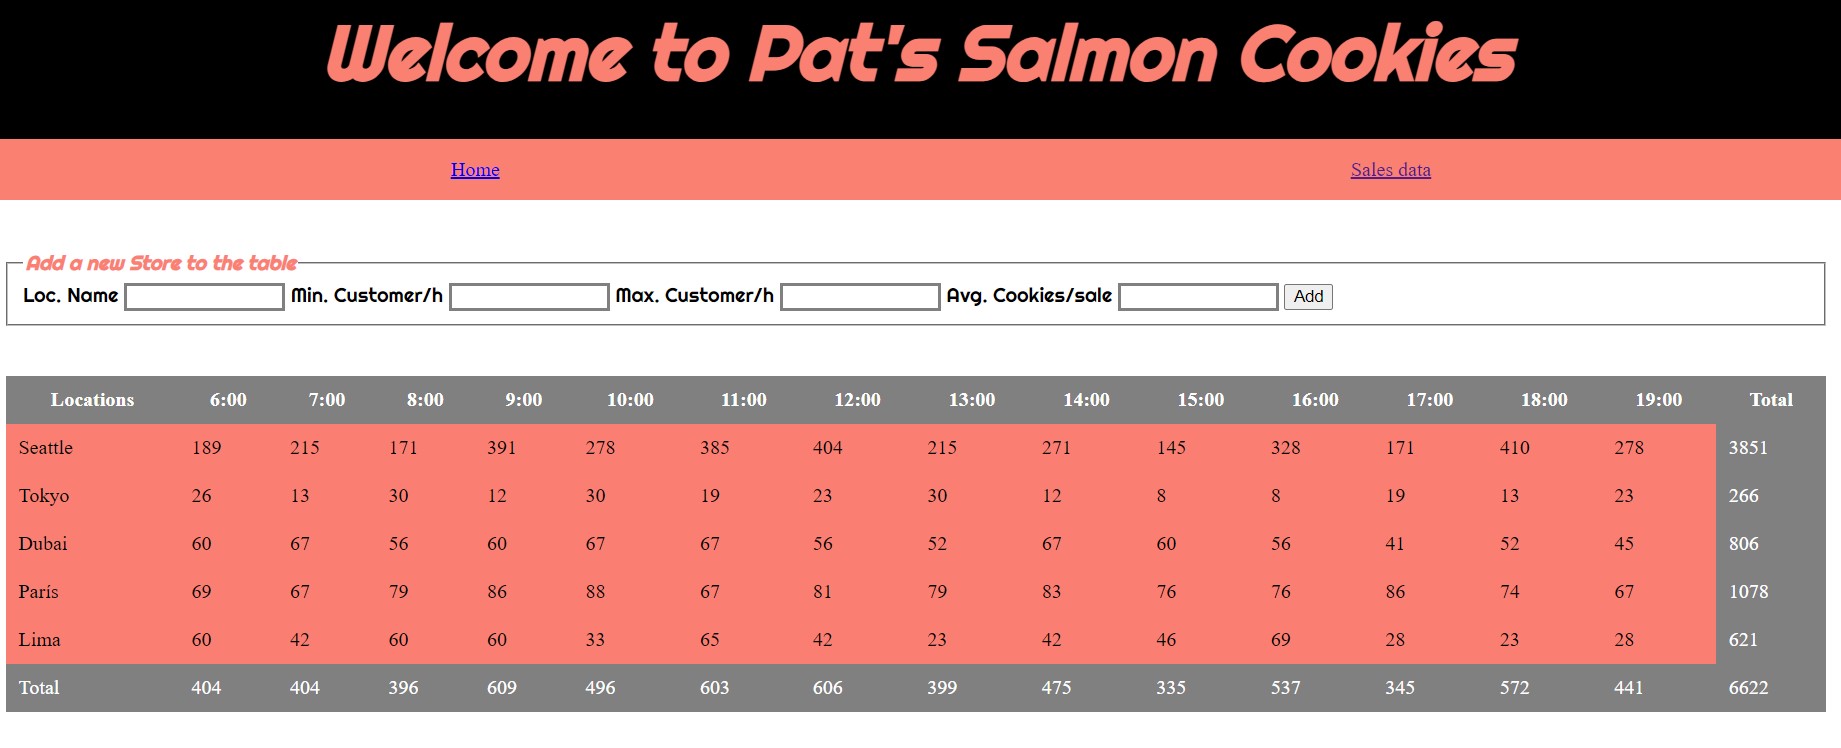 Welcome to Pat's Salmon Cookies
Home Sales data
Add a new Store to the table
Loc. Name Min. Customer/h Max. Customer/h Avg. Cookies/sale Add
Locations 6:00 7:00 8:00 9:00 10:00 11:00 12:00 13:00 14:00 15:00 16:00 17:00 18:00 19:00 Total
Seattle 189 215 171 391 278 385 404 215 271 145 328 171 410 278 3851
Tokyo 26 13 30 12 30 19 23 30 12 8 8 19 13 23 266
Dubai 60 67 56 60 67 67 56 52 67 60 56 41 52 45 806
París 69 67 79 86 88 67 81 79 83 76 76 86 74 67 1078
Lima 60 42 60 60 33 65 42 23 42 46 69 28 23 28 621
Total 404 404 396 609 496 603 606 399 475 335 537 345 572 441 6622